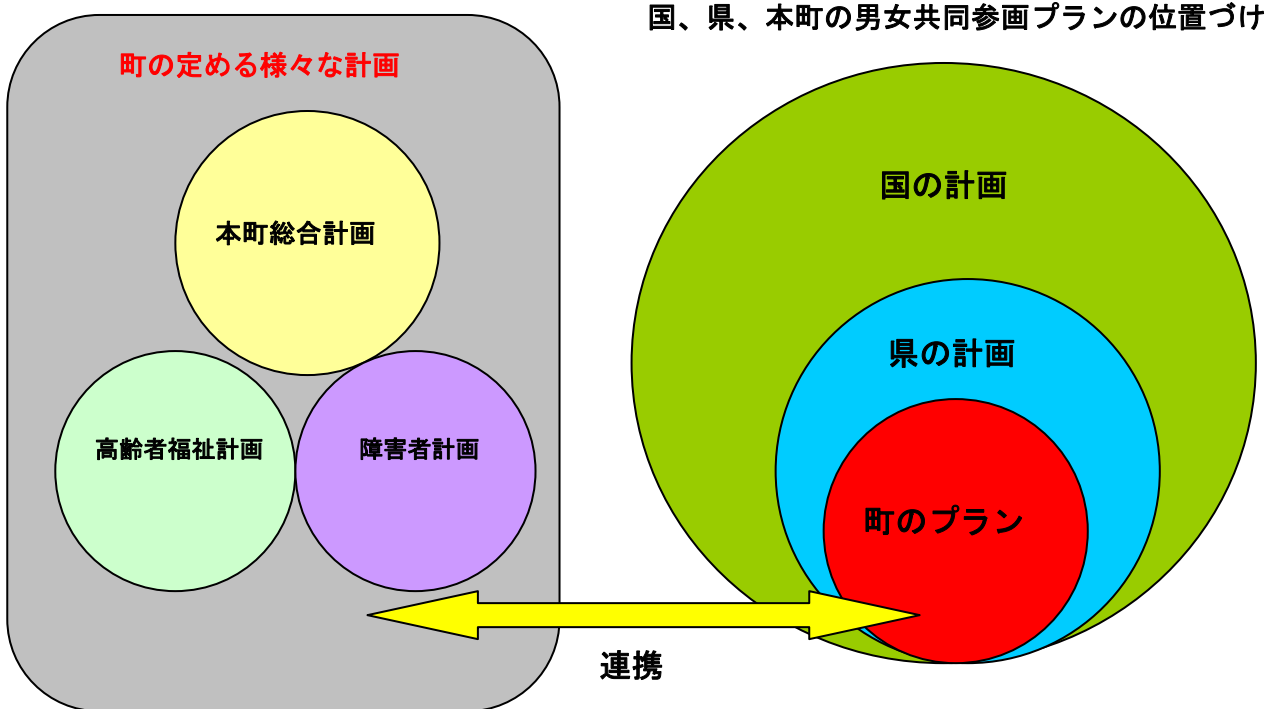 国、県、本町の男女共同参画プランの位置づけ
町の定める様々な計画
本町総合計画
高齢者福祉計画
障害者計画
国の計画
県の計画
町のプラン
連携